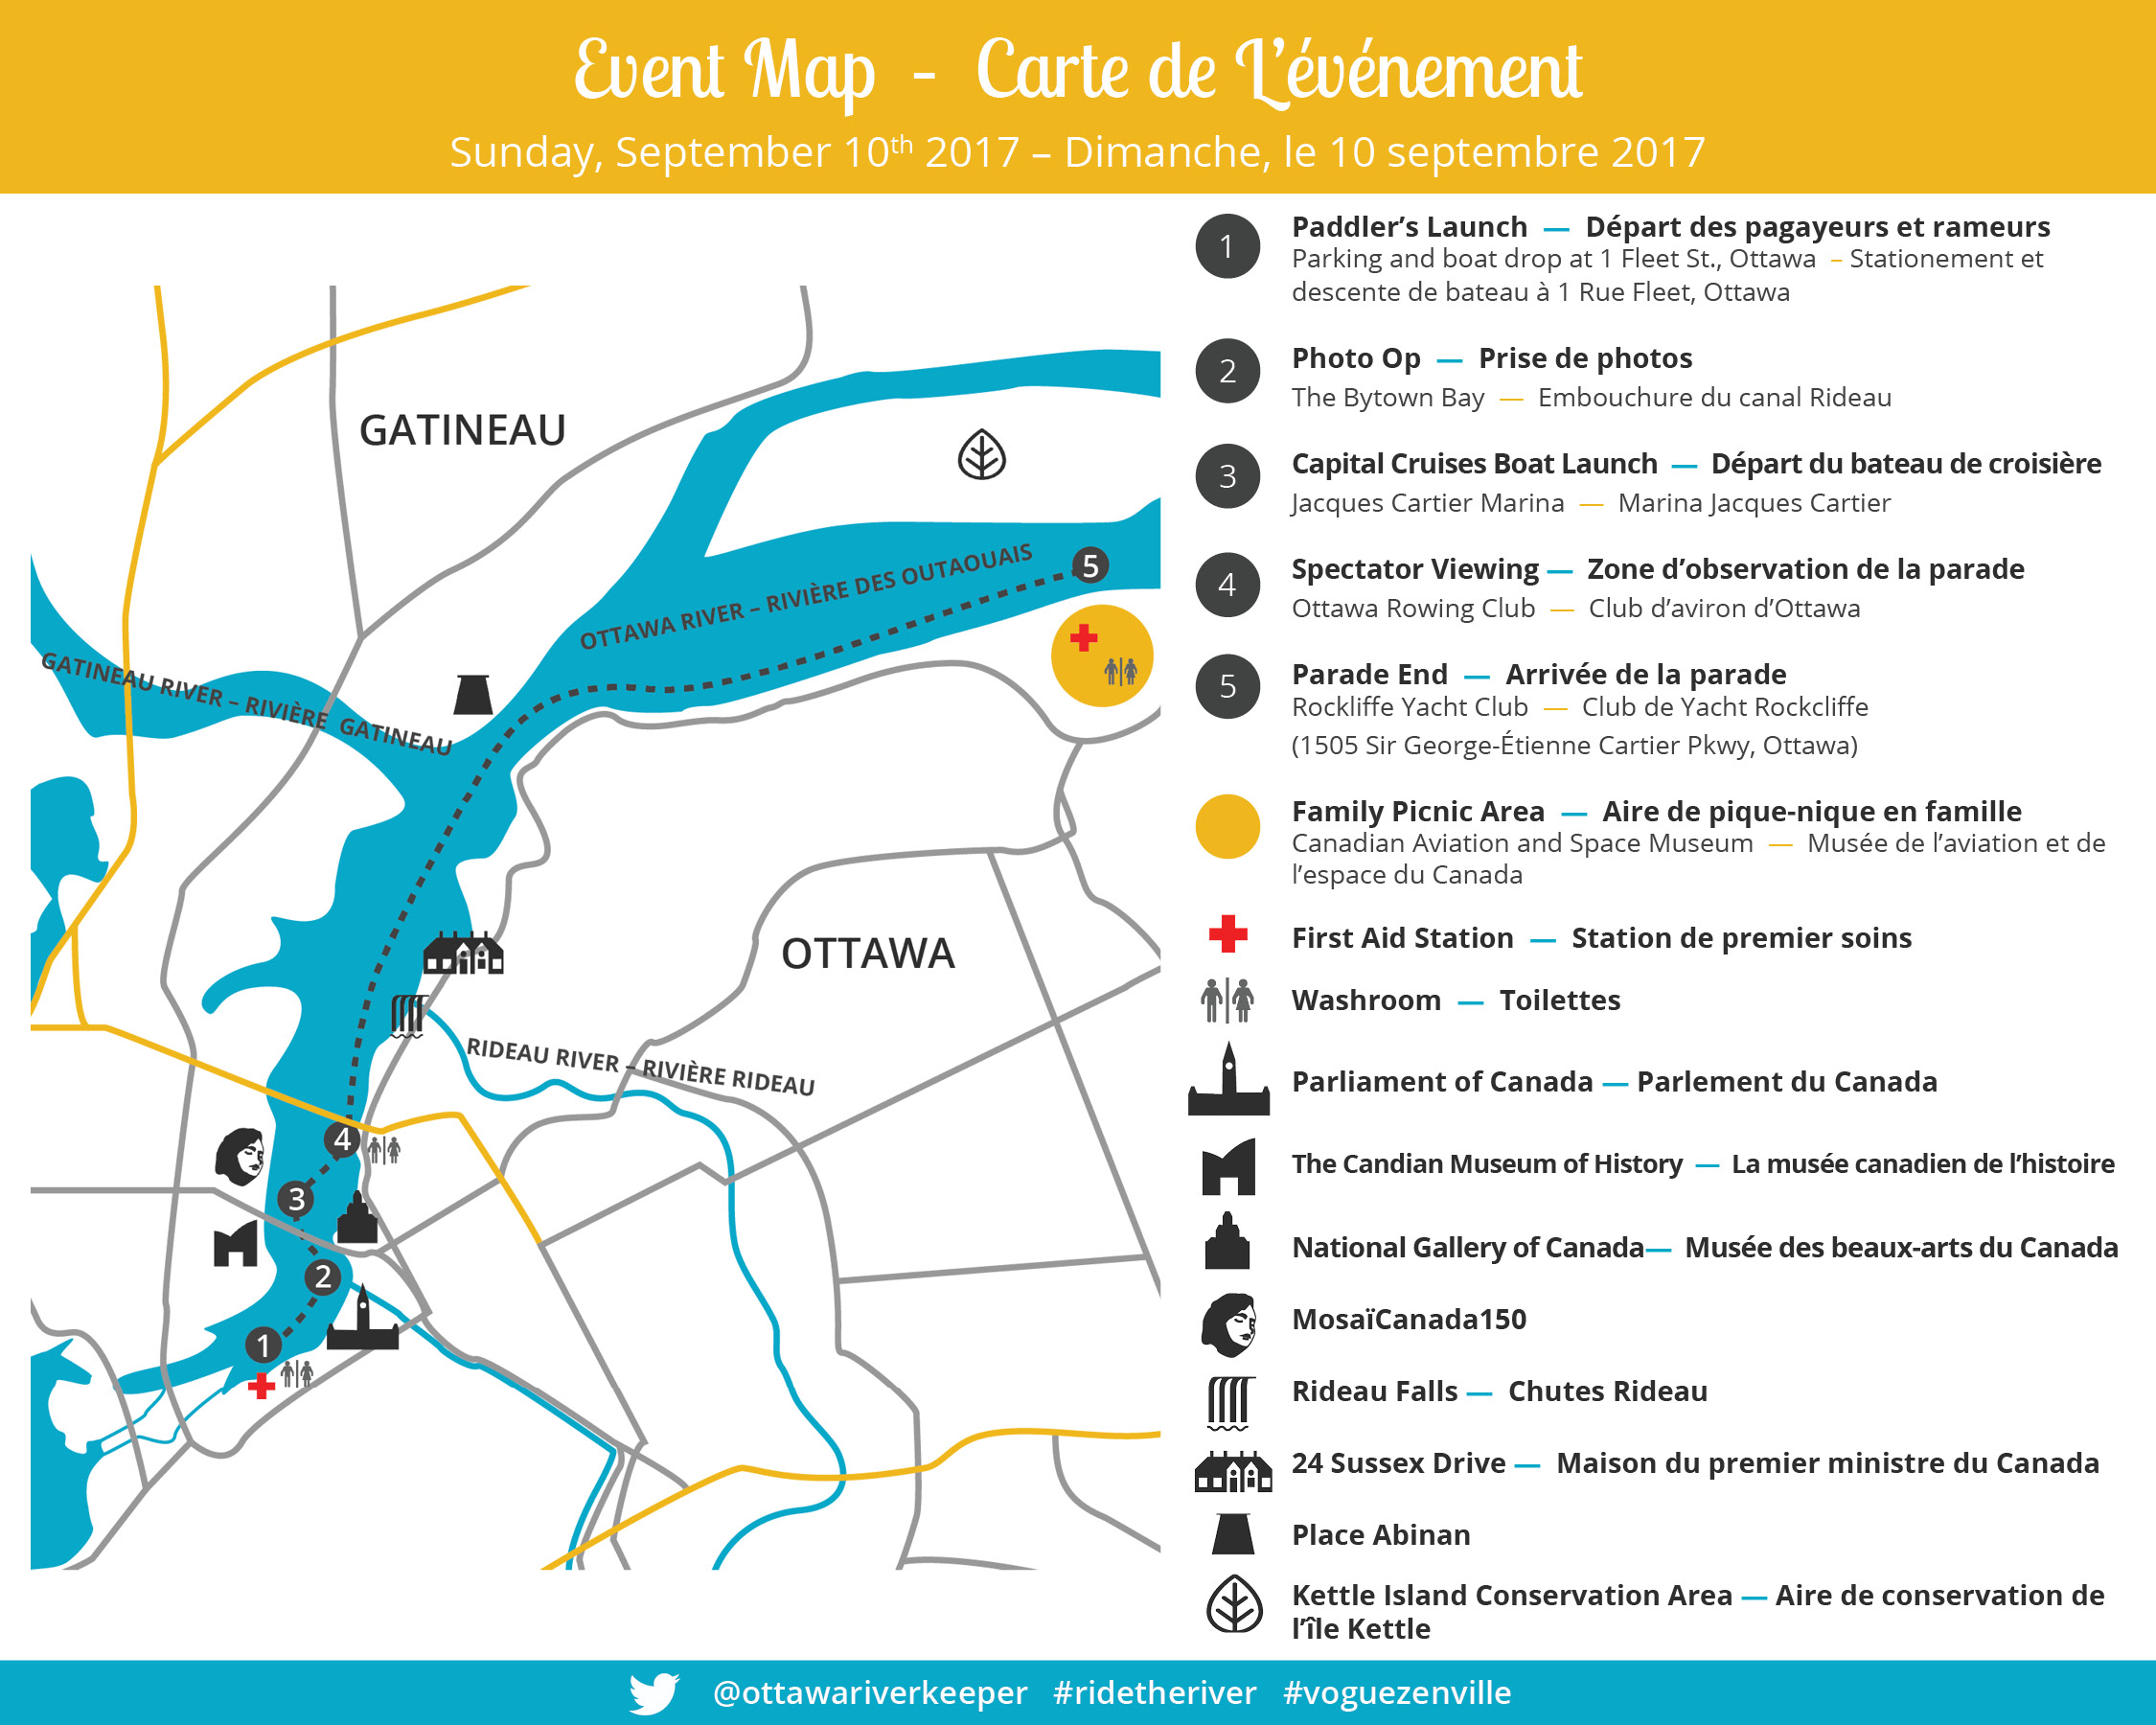 Event Map - Carte de L'événement
Sunday, September 10th 2017 – Dimanche, le 10 septembre 2017
GATINEAU
OTTAWA RIVER – RIVIÈRE DES OUTAOUAIS
5
GATINEAU RIVER – RIVIÈRE GATINEAU
OTTAWA
RIDEAU RIVER – RIVIÈRE RIDEAU
4
3
2
1
1
Paddler's Launch — Départ des pagayeurs et rameurs
Parking and boat drop at 1 Fleet St., Ottawa – Stationement et
descente de bateau à 1 Rue Fleet, Ottawa
2
Photo Op — Prise de photos
The Bytown Bay — Embouchure du canal Rideau
3
Capital Cruises Boat Launch — Départ du bateau de croisière
Jacques Cartier Marina — Marina Jacques Cartier
4
Spectator Viewing — Zone d'observation de la parade
Ottawa Rowing Club — Club d'aviron d'Ottawa
5
Parade End — Arrivée de la parade
Rockliffe Yacht Club — Club de Yacht Rockcliffe
(1505 Sir George-Étienne Cartier Pkwy, Ottawa)
Family Picnic Area — Aire de pique-nique en famille
Canadian Aviation and Space Museum — Musée de l'aviation et de
l'espace du Canada
First Aid Station — Station de premier soins
Washroom — Toilettes
Parliament of Canada — Parlement du Canada
The Candian Museum of History — La musée canadien de l'histoire
National Gallery of Canada — Musée des beaux-arts du Canada
MosaïCanada150
Rideau Falls — Chutes Rideau
24 Sussex Drive — Maison du premier ministre du Canada
Place Abinan
Kettle Island Conservation Area — Aire de conservation de
l'île Kettle
@ottawariverkeeper #ridetheriver #voguezenville